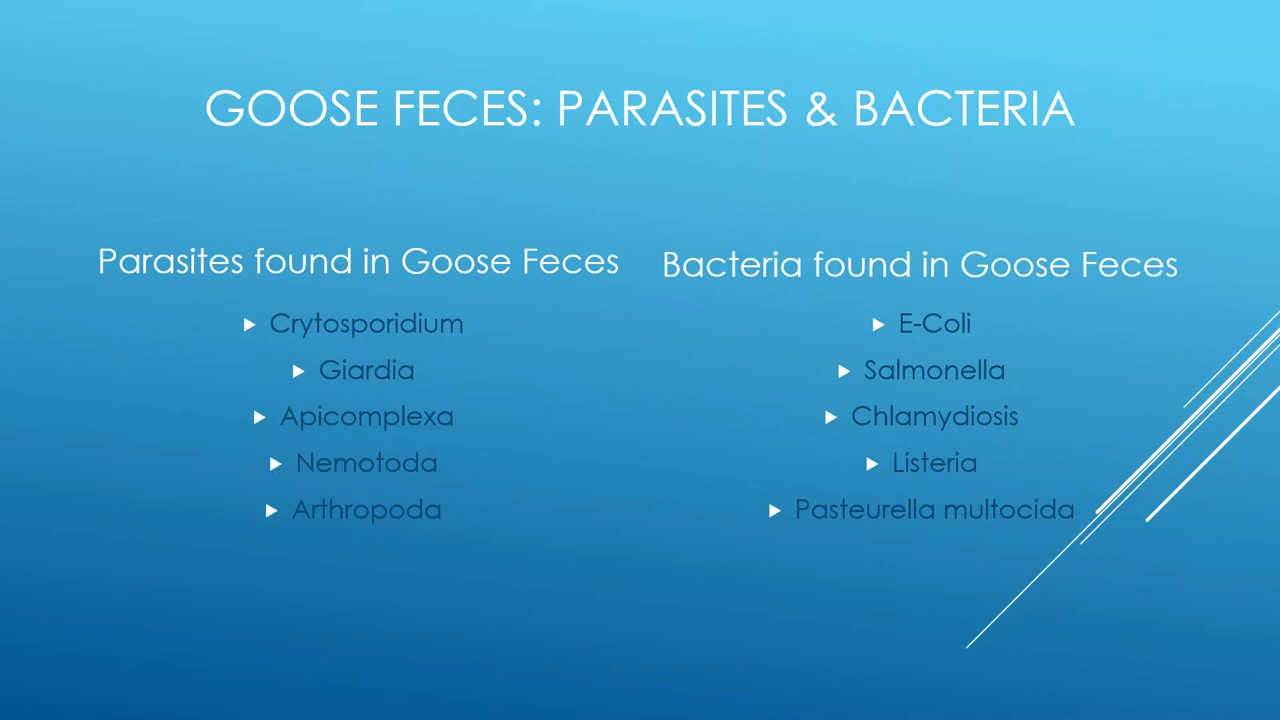 GOOSE FECES: PARASITES & BACTERIA
Parasites found in Goose Feces
Crytosporidium
Giardia
Apicomplexa
Nemotoda
Arthropoda
Bacteria found in Goose Feces
E-Coli
Salmonella
Chlamydiosis
Listeria
Pasteurella multocida